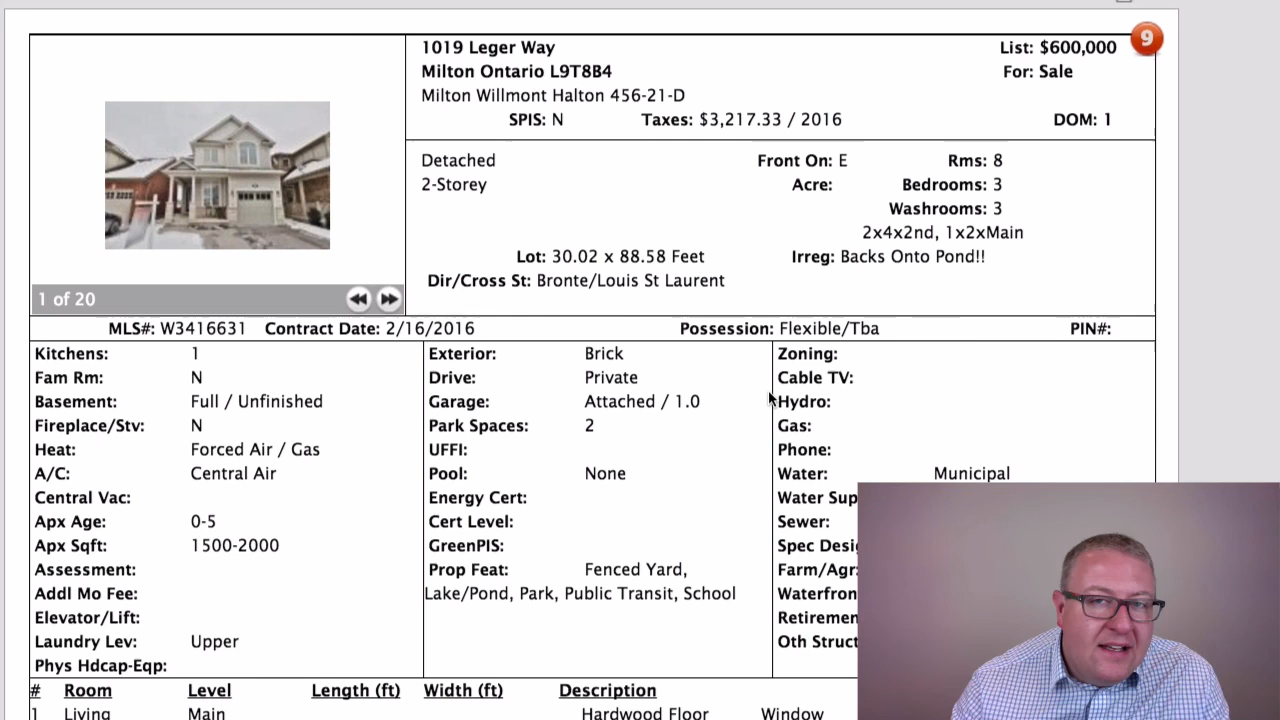 9
1019 Leger Way List: $600,000
Milton Ontario L9T8B4 For: Sale
Milton Willmont Halton 456-21-D
SPIS: N Taxes: $3,217.33 / 2016 DOM: 1
Detached Front On: E Rms: 8
2-Storey Acre: Bedrooms: 3
Washrooms: 3
2x4x2nd, 1x2xMain
Lot: 30.02 x 88.58 Feet Irreg: Backs Onto Pond!!
Dir/Cross St: Bronte/Louis St Laurent
1 of 20
MLS#: W3416631 Contract Date: 2/16/2016 Possession: Flexible/Tba PIN#:
Kitchens: 1 Exterior: Brick Zoning:
Fam Rm: N Drive: Private Cable TV:
Basement: Full / Unfinished Garage: Attached / 1.0 Hydro:
Fireplace/Stv: N Park Spaces: 2 Gas:
Heat: Forced Air / Gas UFFI: Phone:
A/C: Central Air Pool: None Water: Municipal
Central Vac: Energy Cert: Water Sup
Apx Age: 0-5 Cert Level: Sewer:
Apx Sqft: 1500-2000 GreenPIS: Spec Desi
Assessment: Prop Feat: Fenced Yard, Farm/Agr
Addl Mo Fee: Lake/Pond, Park, Public Transit, School Waterfron
Elevator/Lift: Retiremen
Laundry Lev: Upper Oth Struct
Phys Hdcap-Eqp:
# Room Level Length (ft) Width (ft) Description
1 Living Main Hardwood Floor Window